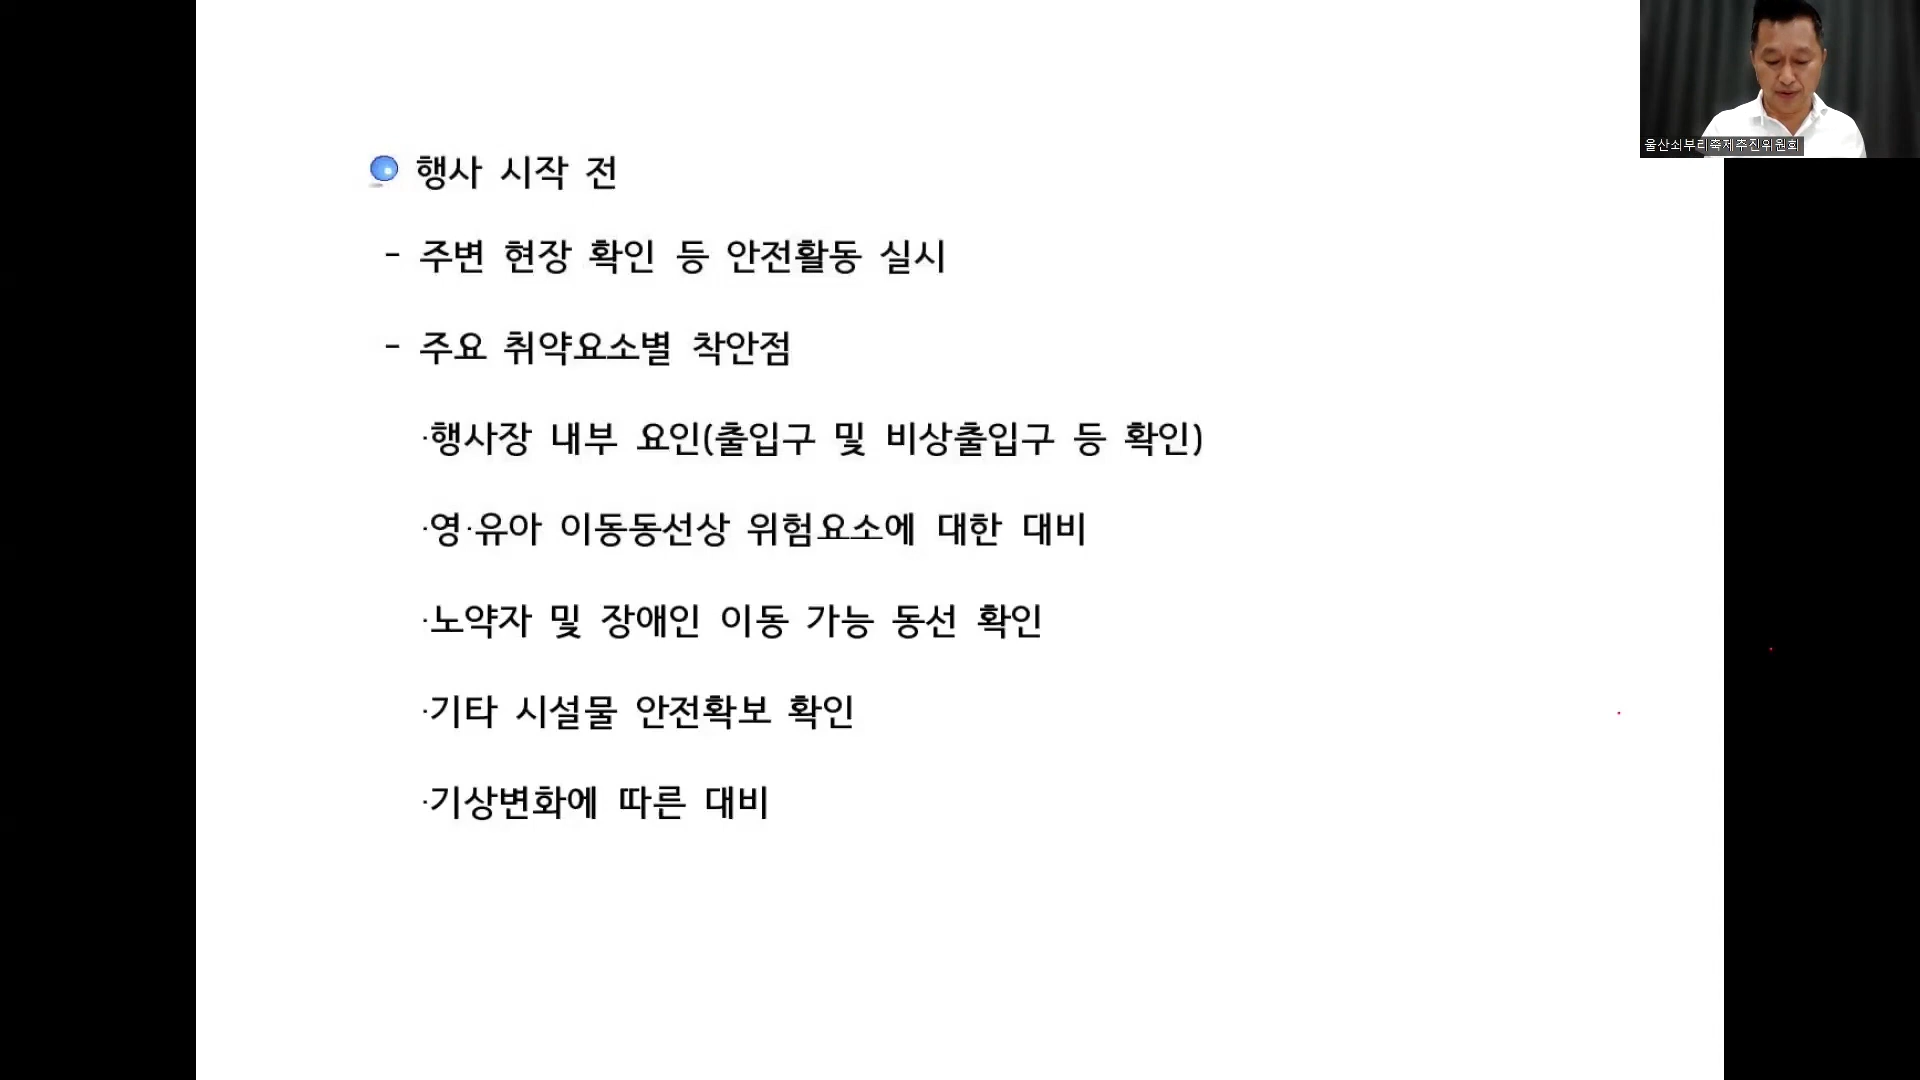 울산쇠부리축제추진위원회
행사 시작 전
- 주변 현장 확인 등 안전활동 실시
- 주요 취약요소별 착안점
·행사장 내부 요인(출입구 및 비상출입구 등 확인)
·영·유아 이동동선상 위험요소에 대한 대비
·노약자 및 장애인 이동 가능 동선 확인
·기타 시설물 안전확보 확인
·기상변화에 따른 대비